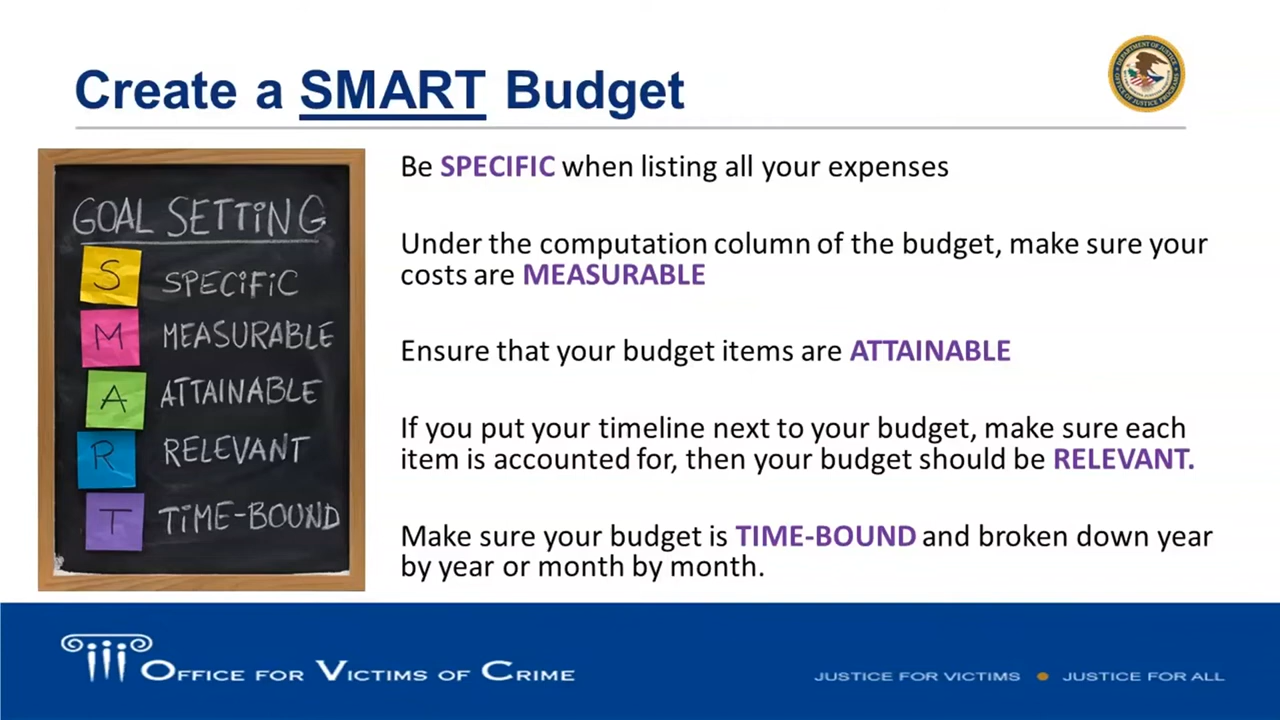 Create a SMART Budget
GOAL SETTiNG
S SPECiFiC
M MEASURABLE
A ATTAINABLE
R RELEVANT
T TiME-BOUND
Be SPECIFIC when listing all your expenses
Under the computation column of the budget, make sure your
costs are MEASURABLE
Ensure that your budget items are ATTAINABLE
If you put your timeline next to your budget, make sure each
item is accounted for, then your budget should be RELEVANT.
Make sure your budget is TIME-BOUND and broken down year
by year or month by month.
OFFICE FOR VICTIMS OF CRIME
JUSTICE FOR VICTIMS • JUSTICE FOR ALL